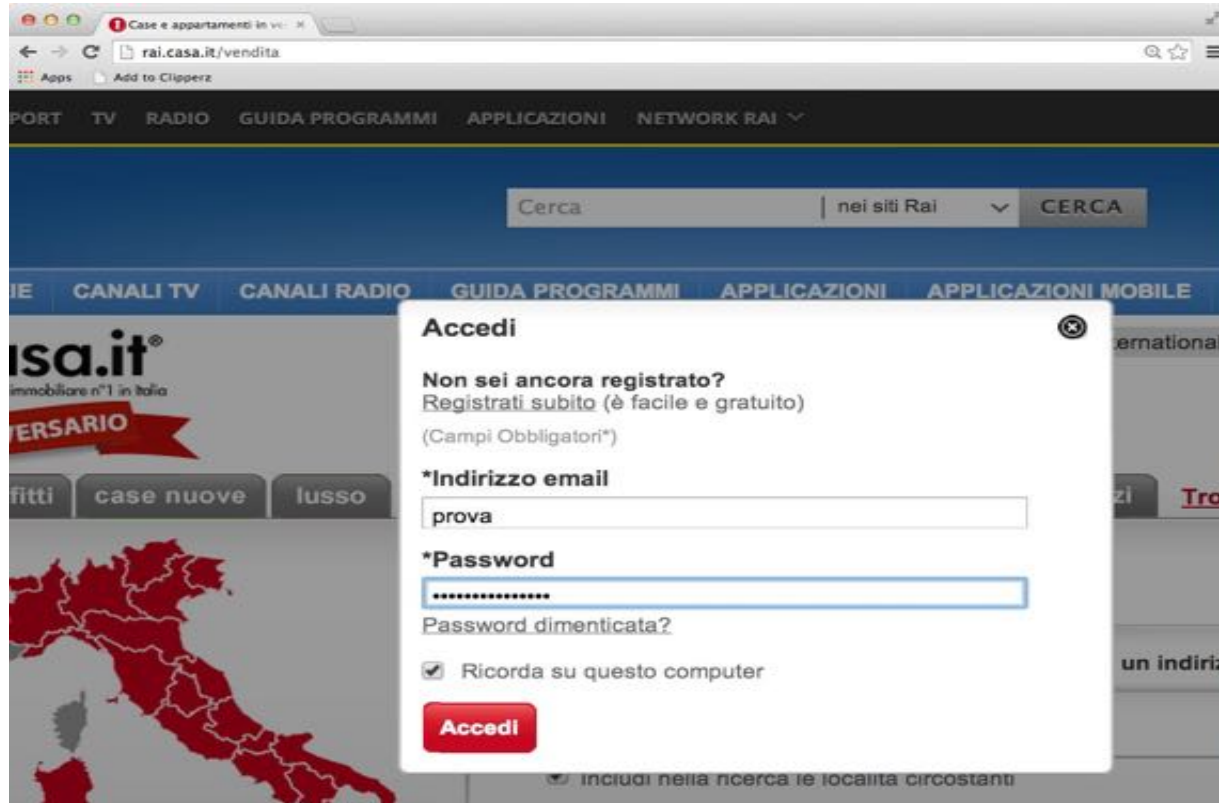 Case e appartamenti in ve
rai.casa.it/vendita
Apps Add to Clipperz
PORT TV RADIO GUIDA PROGRAMMI APPLICAZIONI NETWORK RAI
Cerca nei siti Rai CERCA
IE CANALI TV CANALI RADIO GUIDA PROGRAMMI APPLICAZIONI APPLICAZIONI MOBILE
asa.it®
immobiliare n°1 in Italia
VERSARIO
ernational
fitti case nuove lusso zi Tro
Accedi
Non sei ancora registrato?
Registrati subito (è facile e gratuito)
(Campi Obbligatori*)
*Indirizzo email
prova
*Password
•••••••••••••••
Password dimenticata?
Ricorda su questo computer
Accedi
un indiriz
Includi nella ricerca le località circostanti